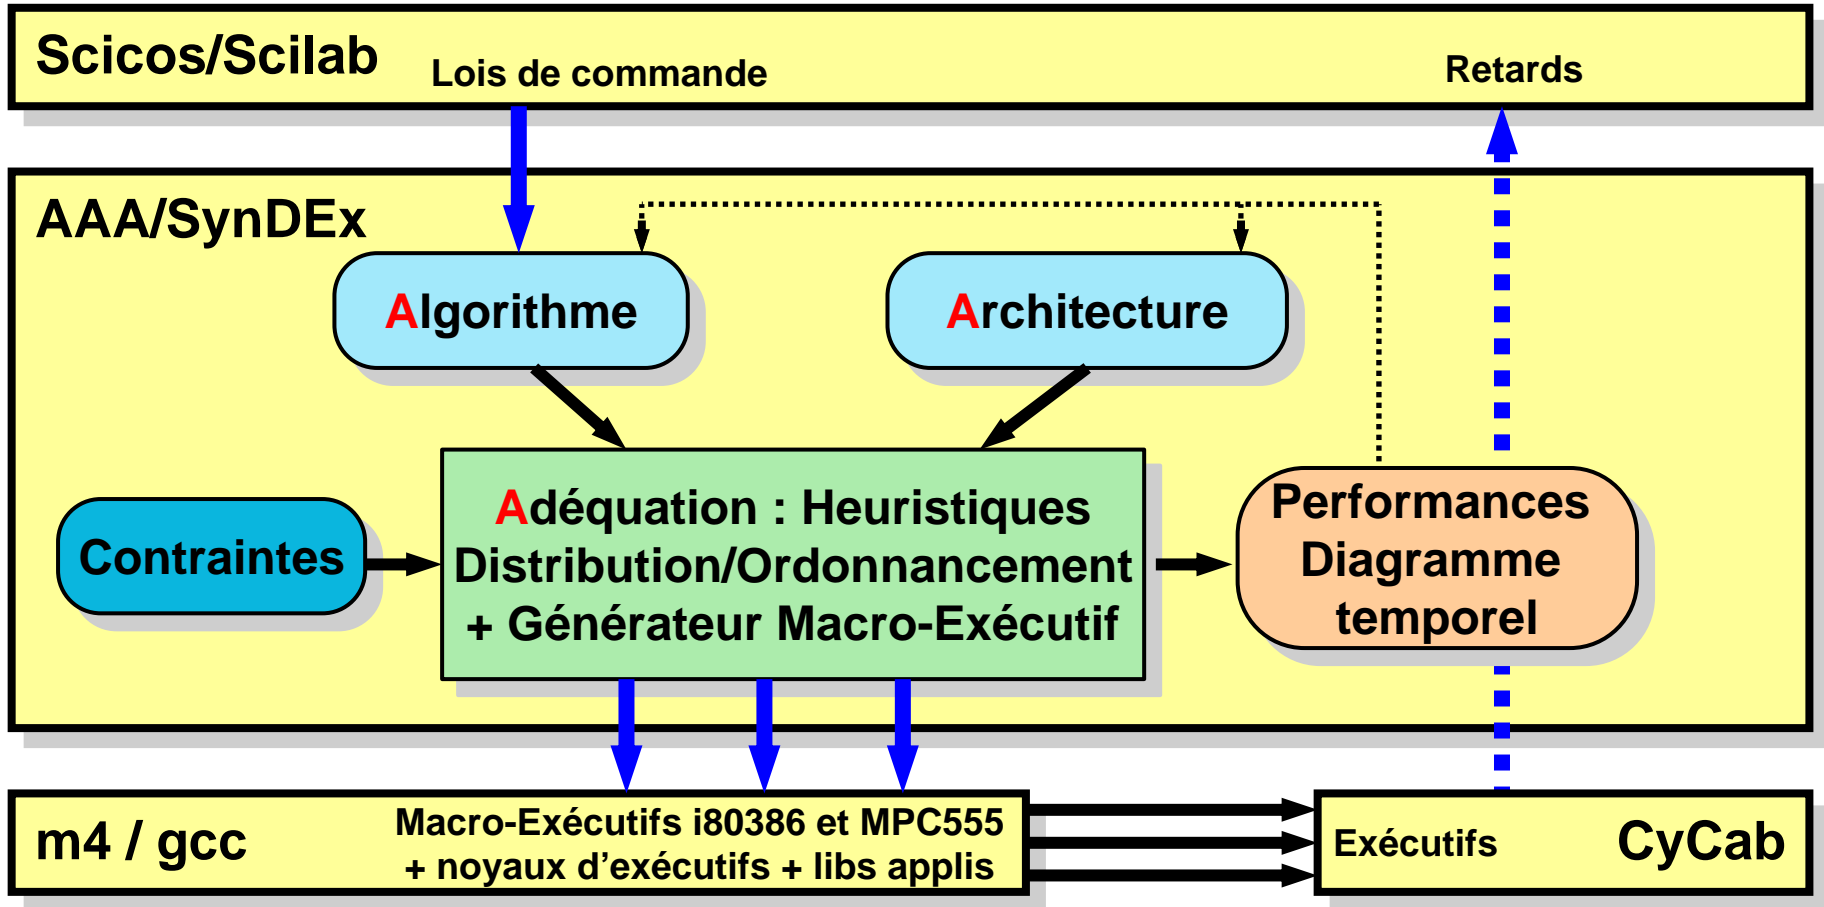 Scicos/Scilab
Lois de commande
Retards
AAA/SynDEx
Algorithme
Architecture
Contraintes
Adéquation : Heuristiques
Distribution/Ordonnancement
+ Générateur Macro-Exécutif
Performances
Diagramme
temporel
m4 / gcc
Macro-Exécutifs i80386 et MPC555
+ noyaux d'exécutifs + libs applis
Exécutifs
CyCab